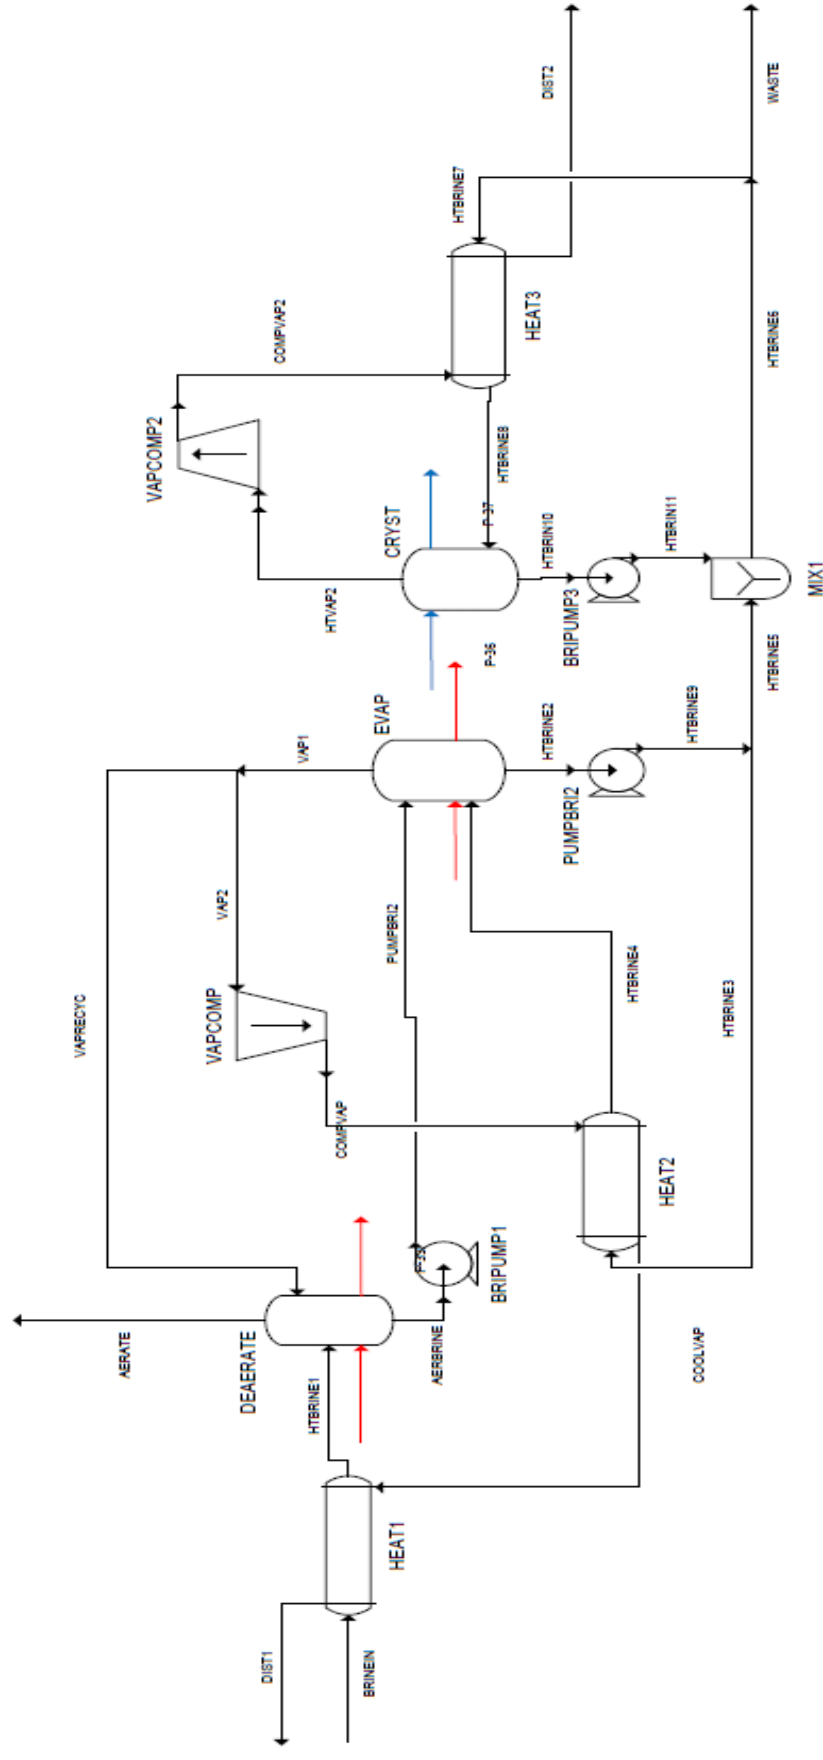 BRINEIN
DIST1
HEAT1
HTBRINE1
DEAERATE
AERATE
AERBRINE
BRIPUMP1
P-35
VAPRECYC
VAPCOMP
COMPVAP
VAP2
VAP1
PUMPBRI2
HEAT2
COOLVAP
HTBRINE4
HTBRINE3
EVAP
HTBRINE2
PUMPBRI2
HTBRINE9
P-36
HTVAP2
VAPCOMP2
COMPVAP2
CRYST
P-37
HTBRINE8
HTBRIN10
BRIPUMP3
HTBRIN11
HTBRINE5
MIX1
HTBRINE6
HEAT3
HTBRINE7
DIST2
WASTE